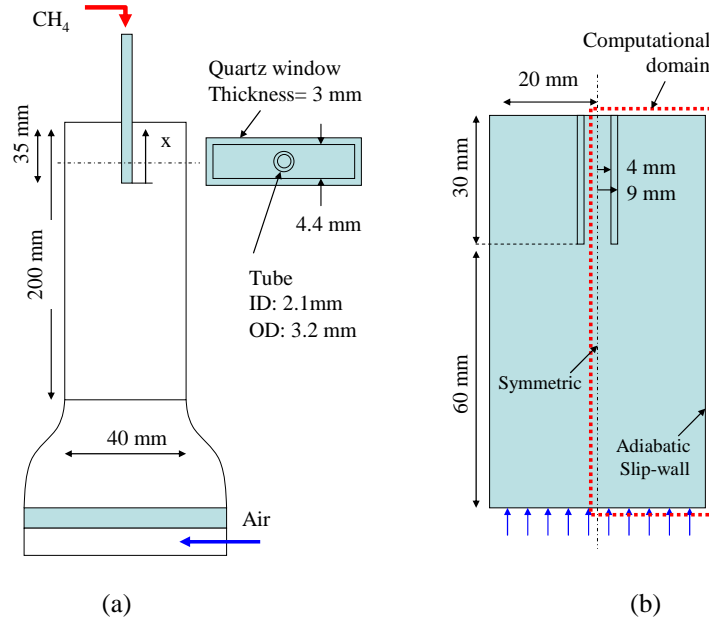 CH4
35 mm
x
200 mm
40 mm
Air
Quartz window
Thickness= 3 mm
4.4 mm
Tube
ID: 2.1mm
OD: 3.2 mm
(a)
Computational
domain
20 mm
30 mm
4 mm
9 mm
60 mm
Symmetric
Adiabatic
Slip-wall
(b)